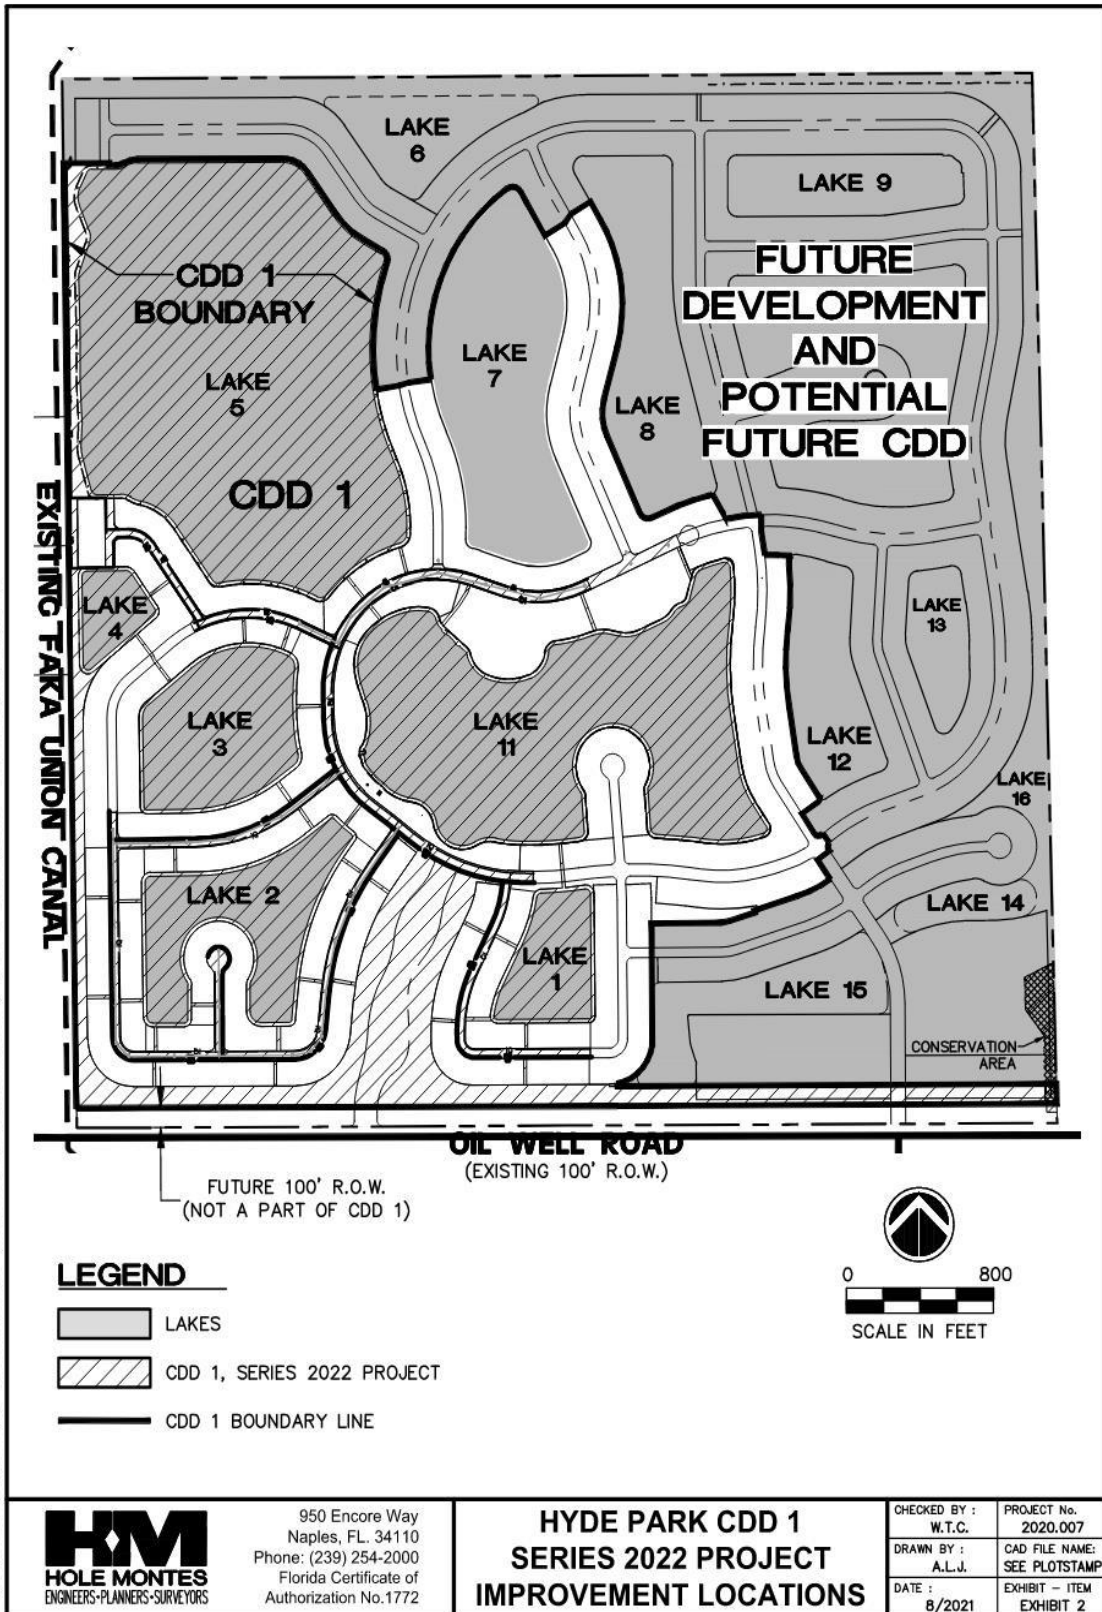 LAKE
6
LAKE 9
CDD 1
BOUNDARY
FUTURE
DEVELOPMENT
AND
POTENTIAL
FUTURE CDD
LAKE
7
LAKE
5
LAKE
8
CDD 1
EXISTING FAKA UNION CANAL
LAKE
4
LAKE
13
LAKE
3
LAKE
11
LAKE
12
LAKE
16
LAKE 2
LAKE 14
LAKE
1
LAKE 15
CONSERVATION
AREA
OIL WELL ROAD
(EXISTING 100' R.O.W.)
FUTURE 100' R.O.W.
(NOT A PART OF CDD 1)
LEGEND
LAKES
CDD 1, SERIES 2022 PROJECT
CDD 1 BOUNDARY LINE
0 800
SCALE IN FEET
HM
HOLE MONTES
ENGINEERS·PLANNERS·SURVEYORS
950 Encore Way
Naples, FL. 34110
Phone: (239) 254-2000
Florida Certificate of
Authorization No.1772
HYDE PARK CDD 1
SERIES 2022 PROJECT
IMPROVEMENT LOCATIONS
CHECKED BY :
W.T.C.
PROJECT No.
2020.007
DRAWN BY :
A.L.J.
CAD FILE NAME:
SEE PLOTSTAMP
DATE :
8/2021
EXHIBIT - ITEM
EXHIBIT 2